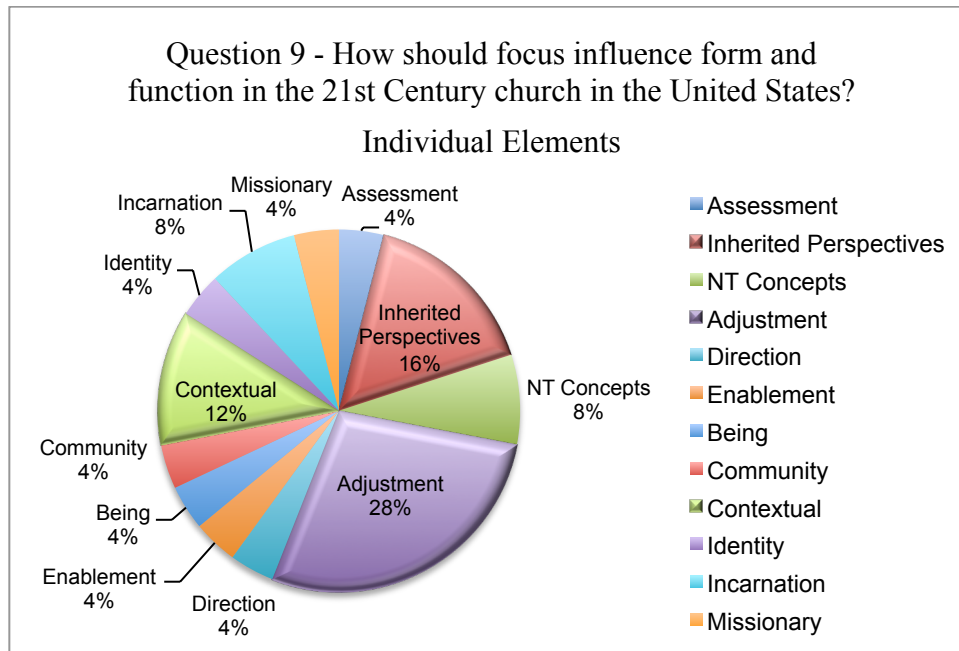 Question 9 - How should focus influence form and
function in the 21st Century church in the United States?
Individual Elements
Missionary
4%
Assessment
4%
Incarnation
8%
Identity
4%
Inherited
Perspectives
16%
Contextual
12%
NT Concepts
8%
Community
4%
Adjustment
28%
Being
4%
Enablement
4%
Direction
4%
Assessment
Inherited Perspectives
NT Concepts
Adjustment
Direction
Enablement
Being
Community
Contextual
Identity
Incarnation
Missionary